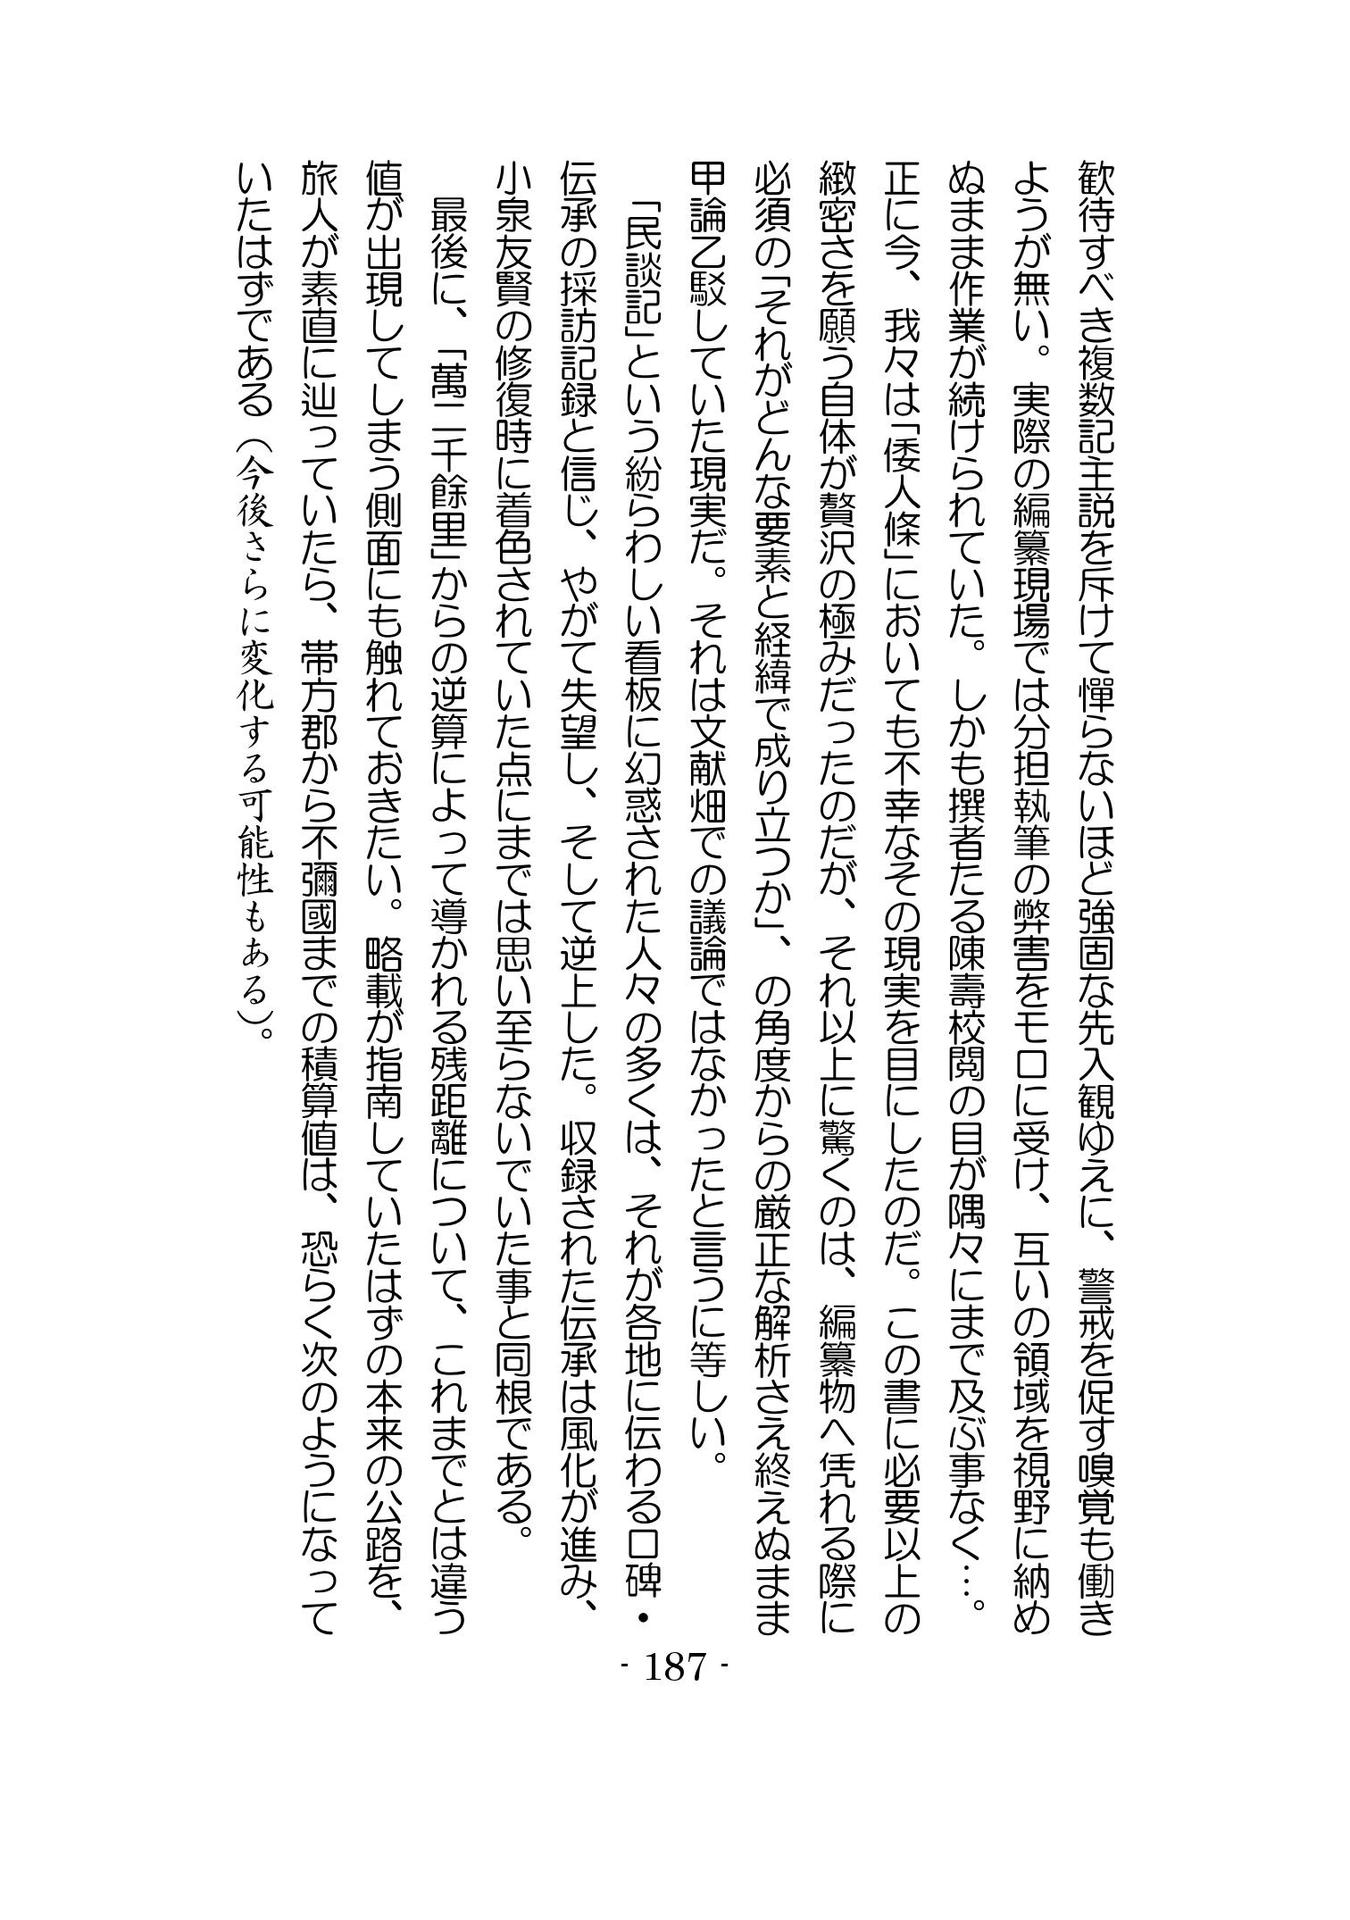 歓待すべき複数記主説を斥けて憚らないほど強固な先入観ゆえに、警戒を促す嗅覚も働き
ようが無い。実際の編纂現場では分担執筆の弊害をモロに受け、互いの領域を視野に納め
ぬまま作業が続けられていた。しかも撰者たる陳壽校閲の目が隅々にまで及ぶ事なく…。
正に今、我々は「倭人條」においても不幸なその現実を目にしたのだ。この書に必要以上の
緻密さを願う自体が贅沢の極みだったのだが、それ以上に驚くのは、編纂物へ凭れる際に
必須の「それがどんな要素と経緯で成り立つか」、の角度からの厳正な解析さえ終えぬまま
甲論乙駁していた現実だ。それは文献畑での議論ではなかったと言うに等しい。
「民談記」という紛らわしい看板に幻惑された人々の多くは、それが各地に伝わる口碑・
伝承の採訪記録と信じ、やがて失望し、そして逆上した。収録された伝承は風化が進み、
小泉友賢の修復時に着色されていた点にまでは思い至らないでいた事と同根である。
最後に、「萬二千餘里」からの逆算によって導かれる残距離について、これまでとは違う
値が出現してしまう側面にも触れておきたい。略載が指南していたはずの本来の公路を、
旅人が素直に辿っていたら、帯方郡から不彌國までの積算値は、恐らく次のようになって
いたはずである（今後さらに変化する可能性もある）。
- 187 -